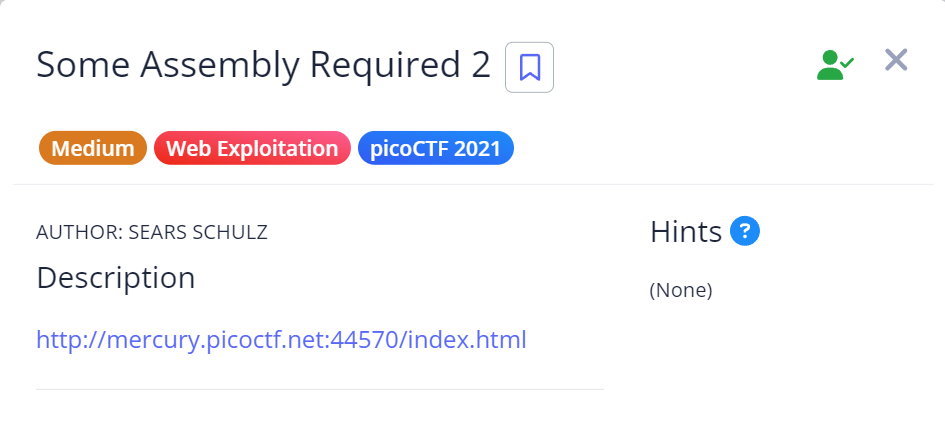 Some Assembly Required 2
Medium Web Exploitation picoCTF 2021
AUTHOR: SEARS SCHULZ
Description
http://mercury.picoctf.net:44570/index.html
Hints ?
(None)